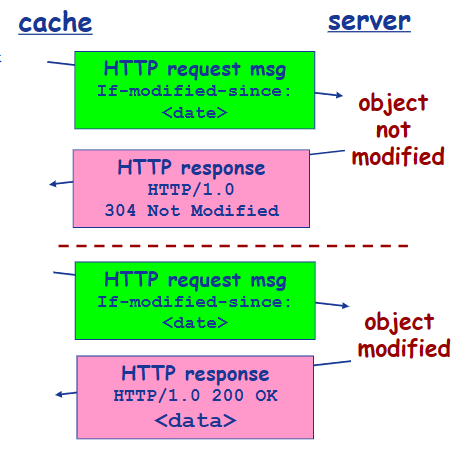 cache
server
HTTP request msg
If-modified-since:
<date>
object
not
modified
HTTP response
HTTP/1.0
304 Not Modified
HTTP request msg
If-modified-since:
<date>
object
modified
HTTP response
HTTP/1.0 200 OK
<data>